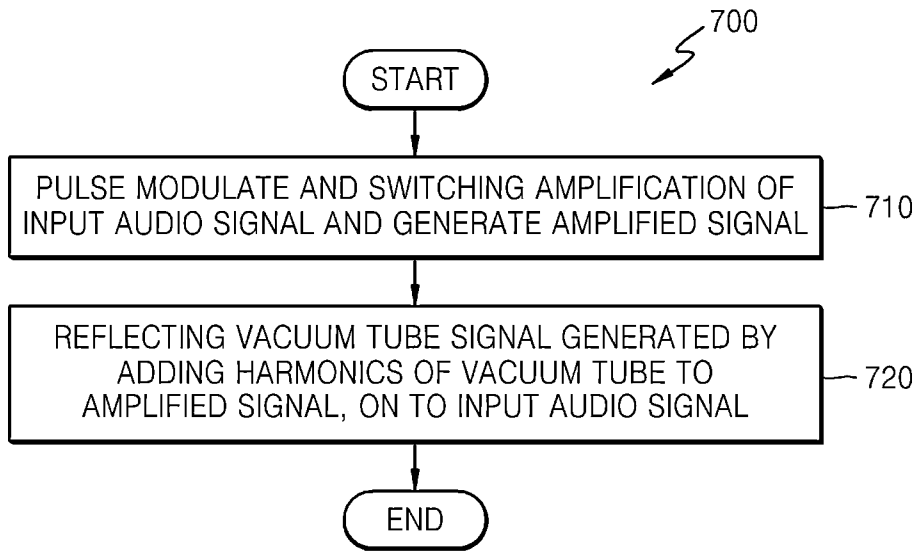 700
START
PULSE MODULATE AND SWITCHING AMPLIFICATION OF
INPUT AUDIO SIGNAL AND GENERATE AMPLIFIED SIGNAL
710
REFLECTING VACUUM TUBE SIGNAL GENERATED BY
ADDING HARMONICS OF VACUUM TUBE TO
AMPLIFIED SIGNAL, ON TO INPUT AUDIO SIGNAL
720
END